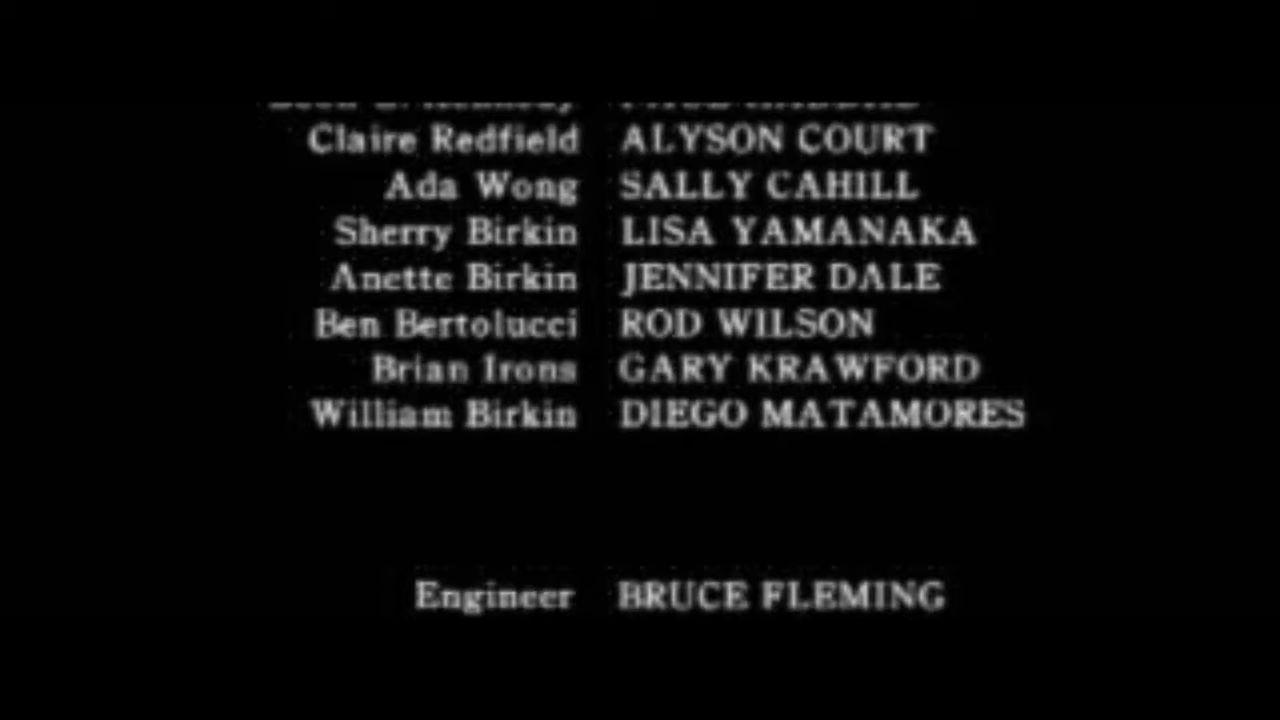 Claire Redfield ALYSON COURT
Ada Wong SALLY CAHILL
Sherry Birkin LISA YAMANAKA
Anette Birkin JENNIFER DALE
Ben Bertolucci ROD WILSON
Brian Irons GARY KRAWFORD
William Birkin DIEGO MATAMORES
Engineer BRUCE FLEMING